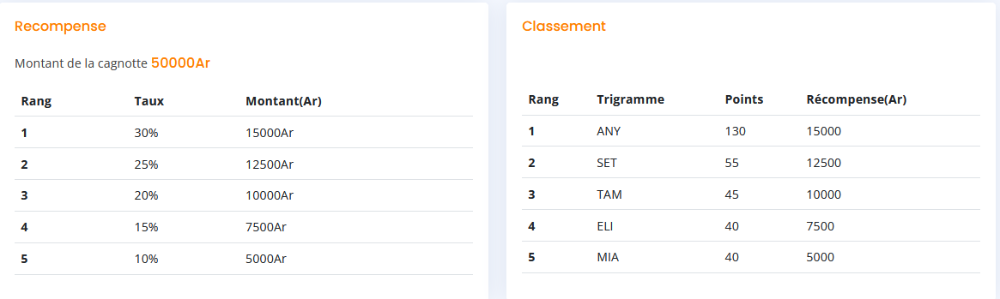 Recompense
Montant de la cagnotte 50000Ar
Rang Taux Montant(Ar)
1 30% 15000Ar
2 25% 12500Ar
3 20% 10000Ar
4 15% 7500Ar
5 10% 5000Ar
Classement
Rang Trigramme Points Récompense(Ar)
1 ANY 130 15000
2 SET 55 12500
3 TAM 45 10000
4 ELI 40 7500
5 MIA 40 5000